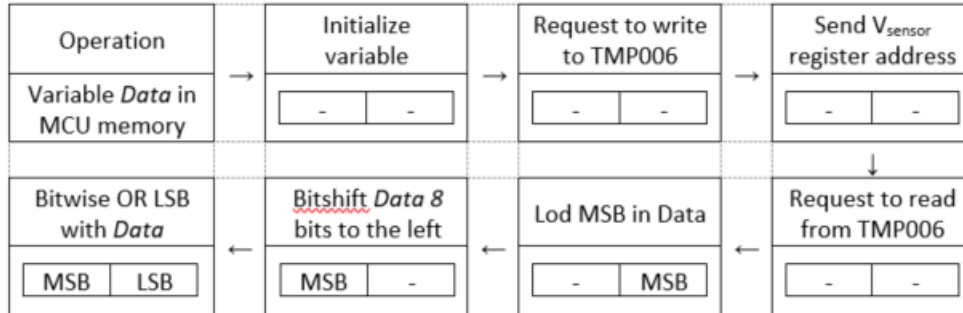 Operation
Variable Data in
MCU memory
→
Initialize
variable
- -
→
Request to write
to TMP006
- -
→
Send Vsensor
register address
- -
↓
Request to read
from TMP006
- -
←
Lod MSB in Data
- MSB
←
Bitshift Data 8
bits to the left
MSB -
←
Bitwise OR LSB
with Data
MSB LSB